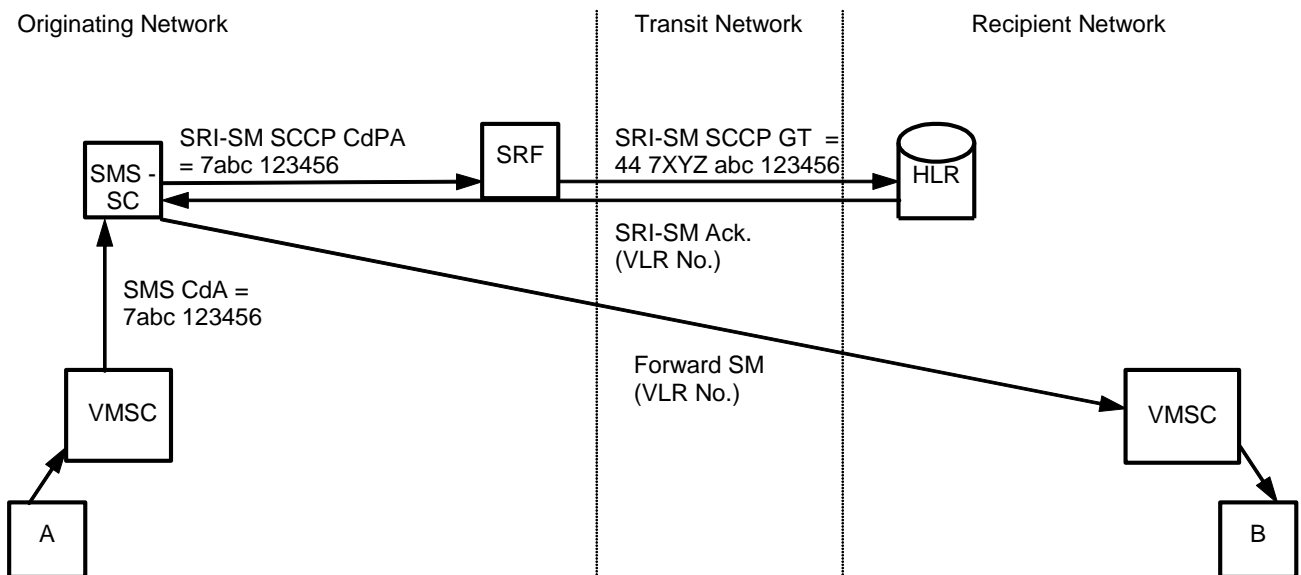 Originating Network
Transit Network
Recipient Network
SRI-SM SCCP CdPA
= 7abc 123456
SRF
SRI-SM SCCP GT =
44 7XYZ abc 123456
HLR
SMS -
SC
SRI-SM Ack.
(VLR No.)
SMS CdA =
7abc 123456
Forward SM
(VLR No.)
VMSC
VMSC
A
B